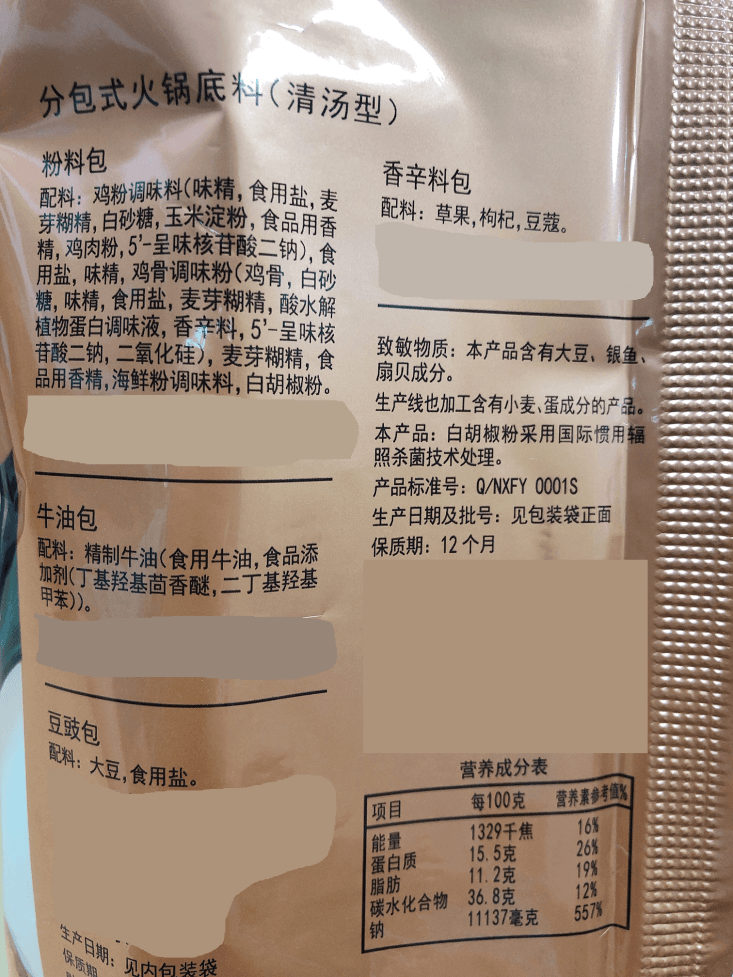 分包式火锅底料(清汤型)
粉料包
配料: 鸡粉调味料(味精, 食用盐, 麦
芽糊精, 白砂糖, 玉米淀粉, 食品用香
精, 鸡肉粉, 5'-呈味核苷酸二钠), 食
用盐, 味精, 鸡骨调味粉(鸡骨, 白砂
糖, 味精, 食用盐, 麦芽糊精, 酸水解
植物蛋白调味液, 香辛料, 5'-呈味核
苷酸二钠, 二氧化硅), 麦芽糊精, 食
品用香精, 海鲜粉调味料, 白胡椒粉。
牛油包
配料: 精制牛油(食用牛油, 食品添
加剂(丁基羟基茴香醚, 二丁基羟基
甲苯))。
豆豉包
配料: 大豆, 食用盐。
生产日期: 见内包装袋
保质期
香辛料包
配料: 草果, 枸杞, 豆蔻。
致敏物质: 本产品含有大豆、银鱼、
扇贝成分。
生产线也加工含有小麦、蛋成分的产品。
本产品: 白胡椒粉采用国际惯用辐
照杀菌技术处理。
产品标准号: Q/NXFY 0001S
生产日期及批号: 见包装袋正面
保质期: 12个月
营养成分表
项目 每100克 营养素参考值%
能量 1329千焦 16%
蛋白质 15.5克 26%
脂肪 11.2克 19%
碳水化合物 36.8克 12%
钠 11137毫克 557%